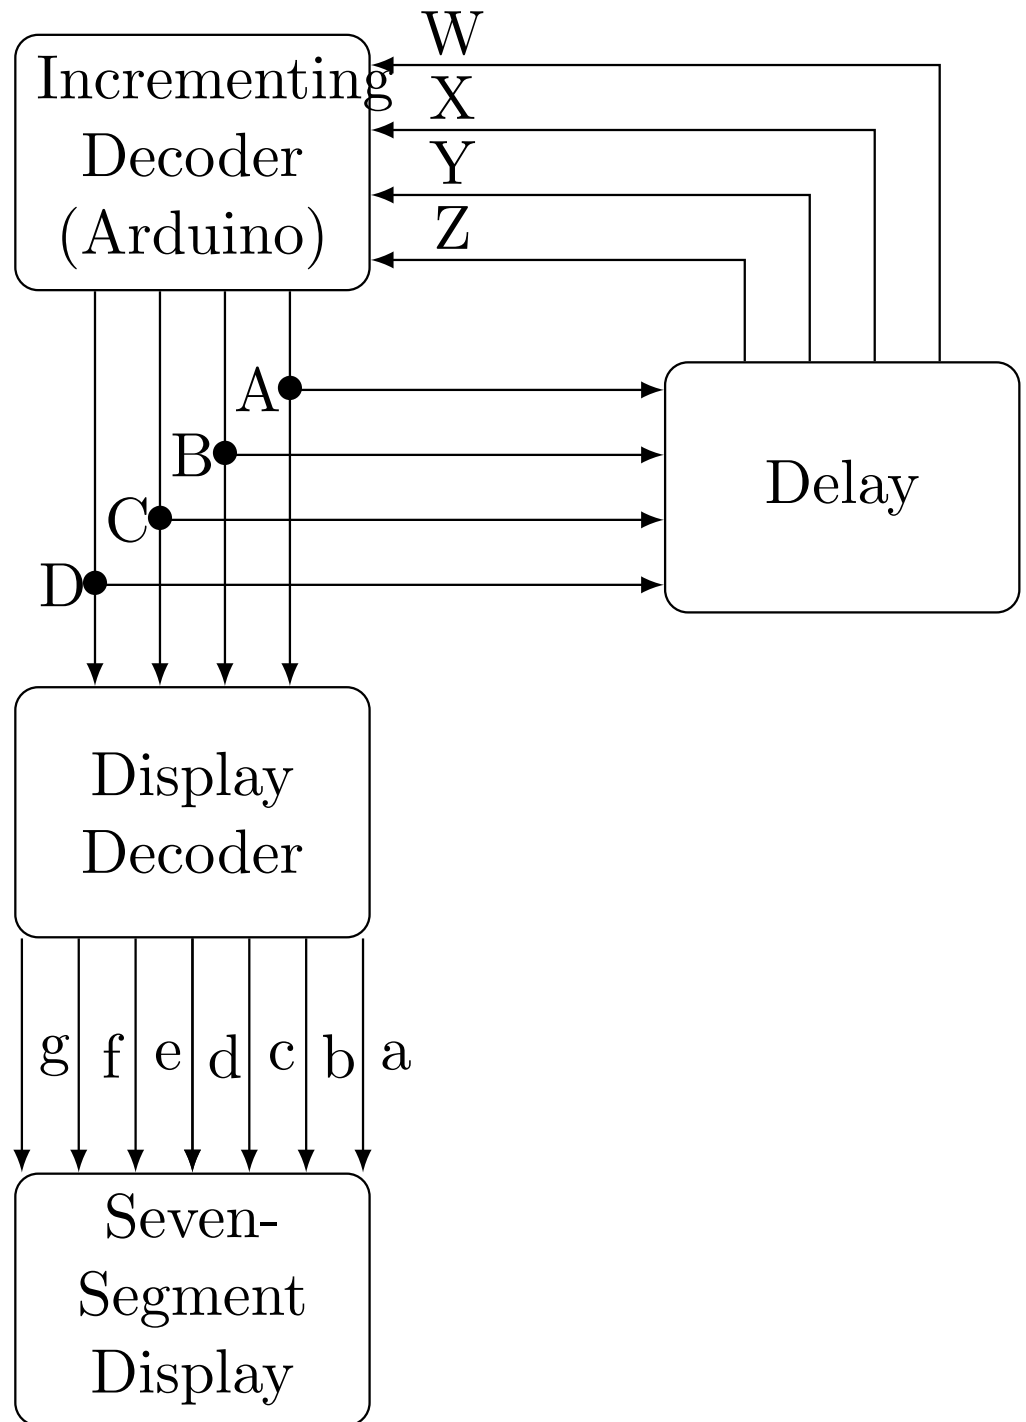 W
Incrementing
X
Decoder
Y
(Arduino)
Z
A
B
Delay
C
D
Display
Decoder
g f e d c b a
Seven-
Segment
Display